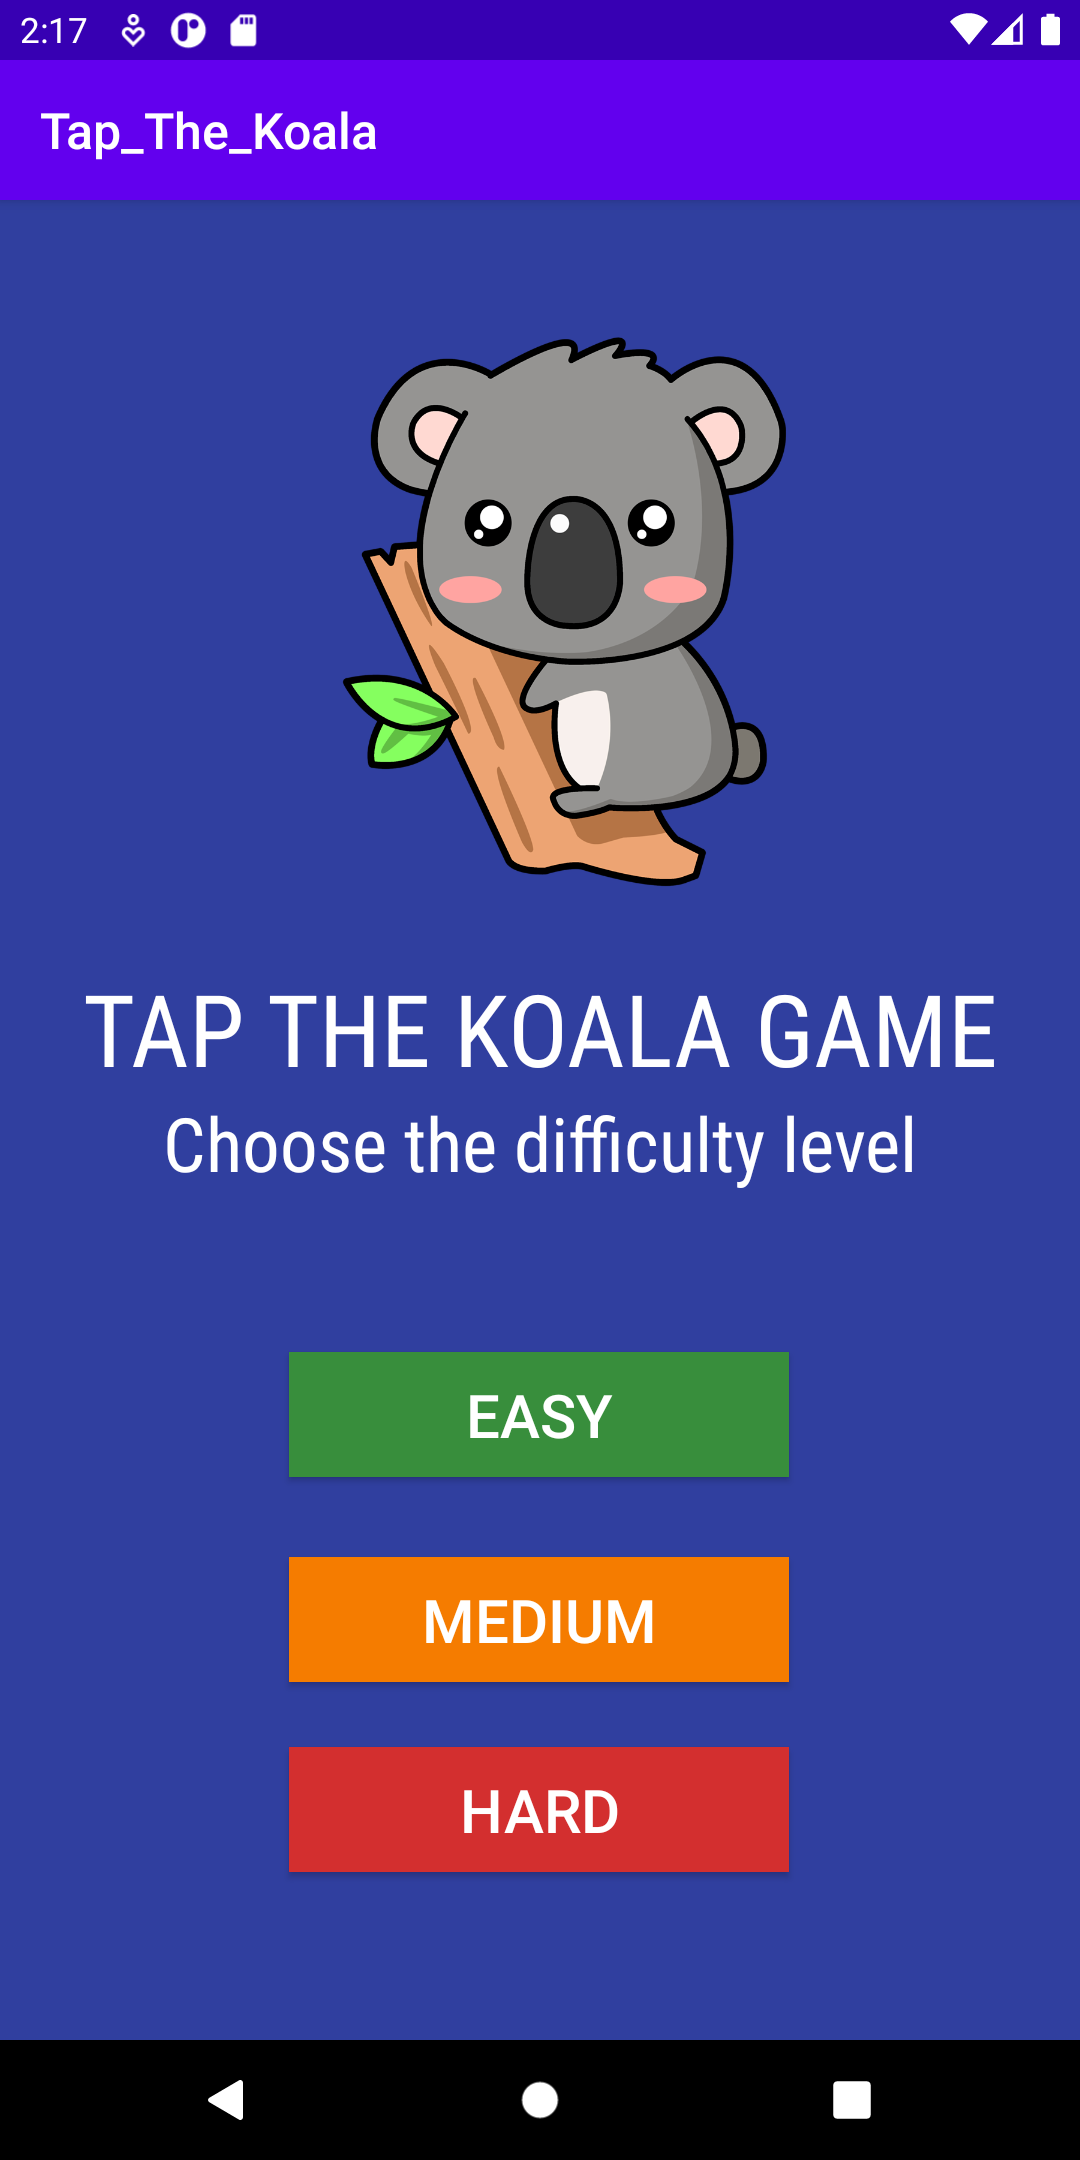 2:17
Tap_The_Koala
TAP THE KOALA GAME
Choose the difficulty level
EASY
MEDIUM
HARD